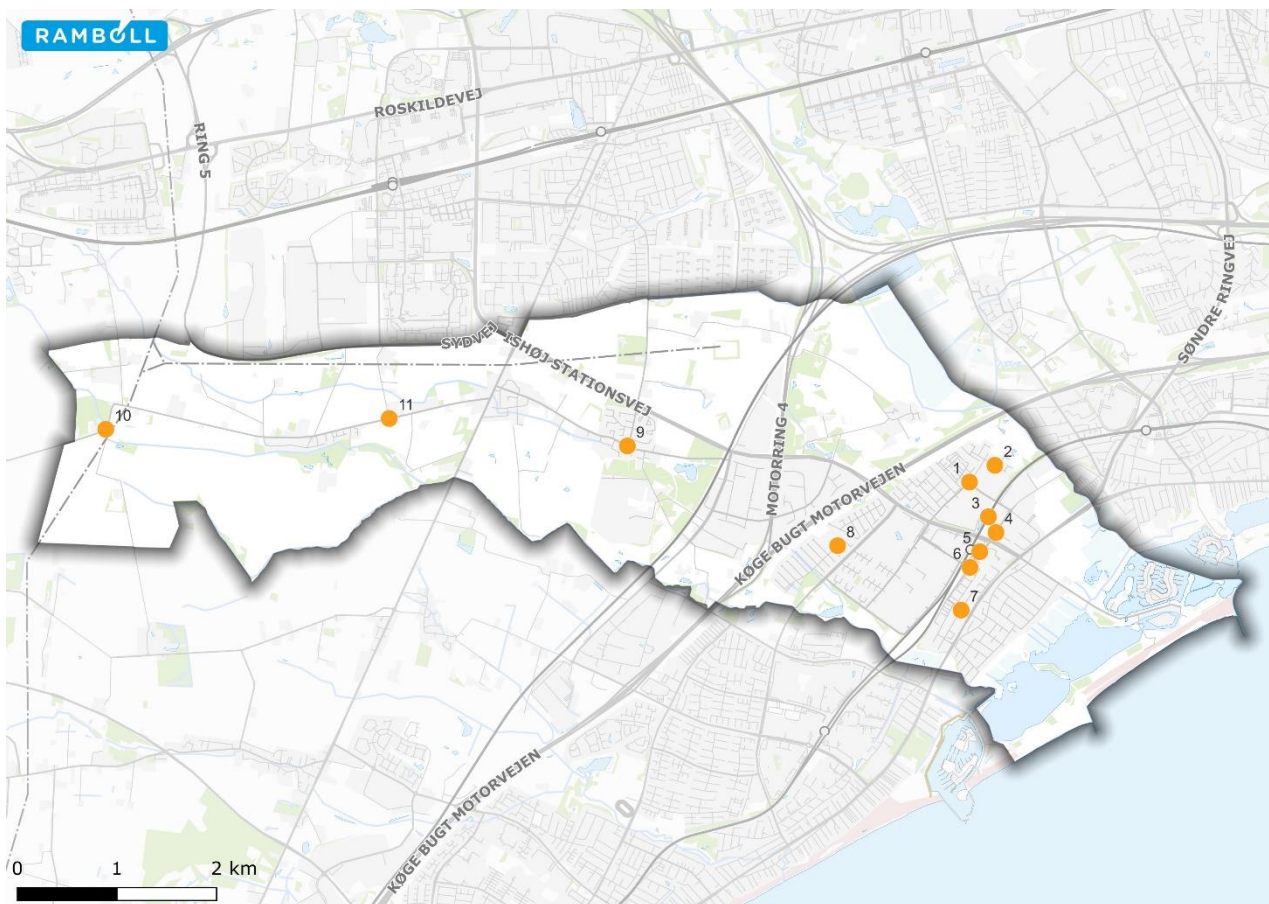 RAMBOLL
ROSKILDEVEJ
RING 5
SØNDRE RINGVEJ
SYDVEJ
ISHØJ STATIONSVEJ
MOTORRING 4
KØGE BUGT MOTORVEJEN
10
11
9
2
1
3
4
5
6
8
7
KØGE BUGT MOTORVEJEN
0 1 2 km